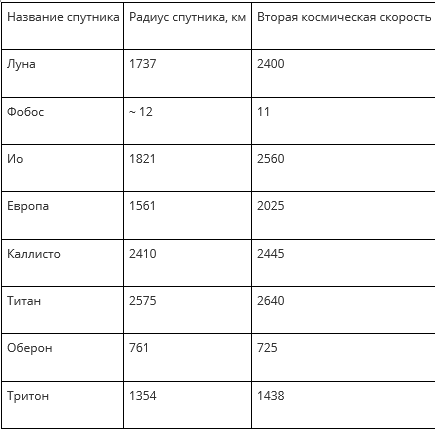 Название спутника Радиус спутника, км Вторая космическая скорость
Луна 1737 2400
Фобос ~ 12 11
Ио 1821 2560
Европа 1561 2025
Каллисто 2410 2445
Титан 2575 2640
Оберон 761 725
Тритон 1354 1438